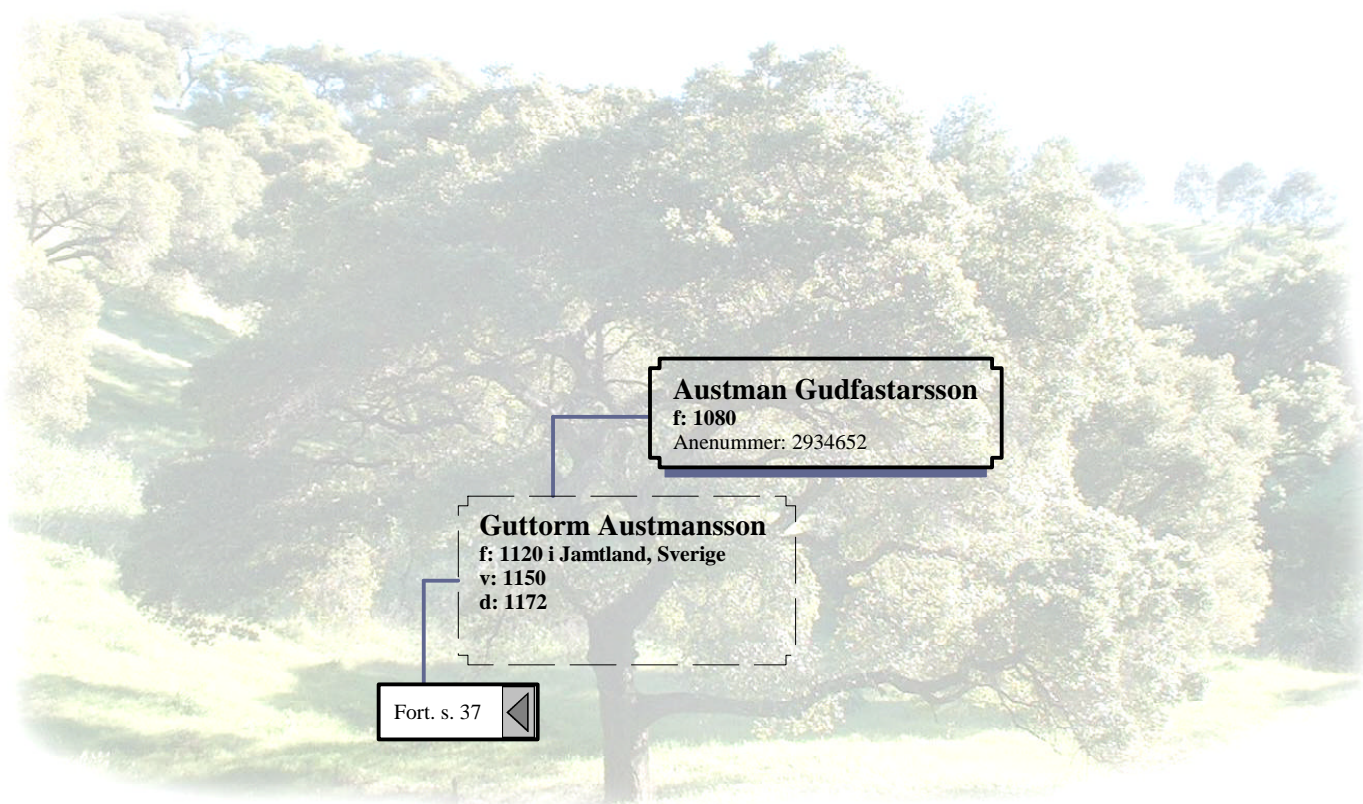 Austman Gudfastarsson
f: 1080
Anenummer: 2934652
Guttorm Austmansson
f: 1120 i Jamtland, Sverige
v: 1150
d: 1172
Fort. s. 37